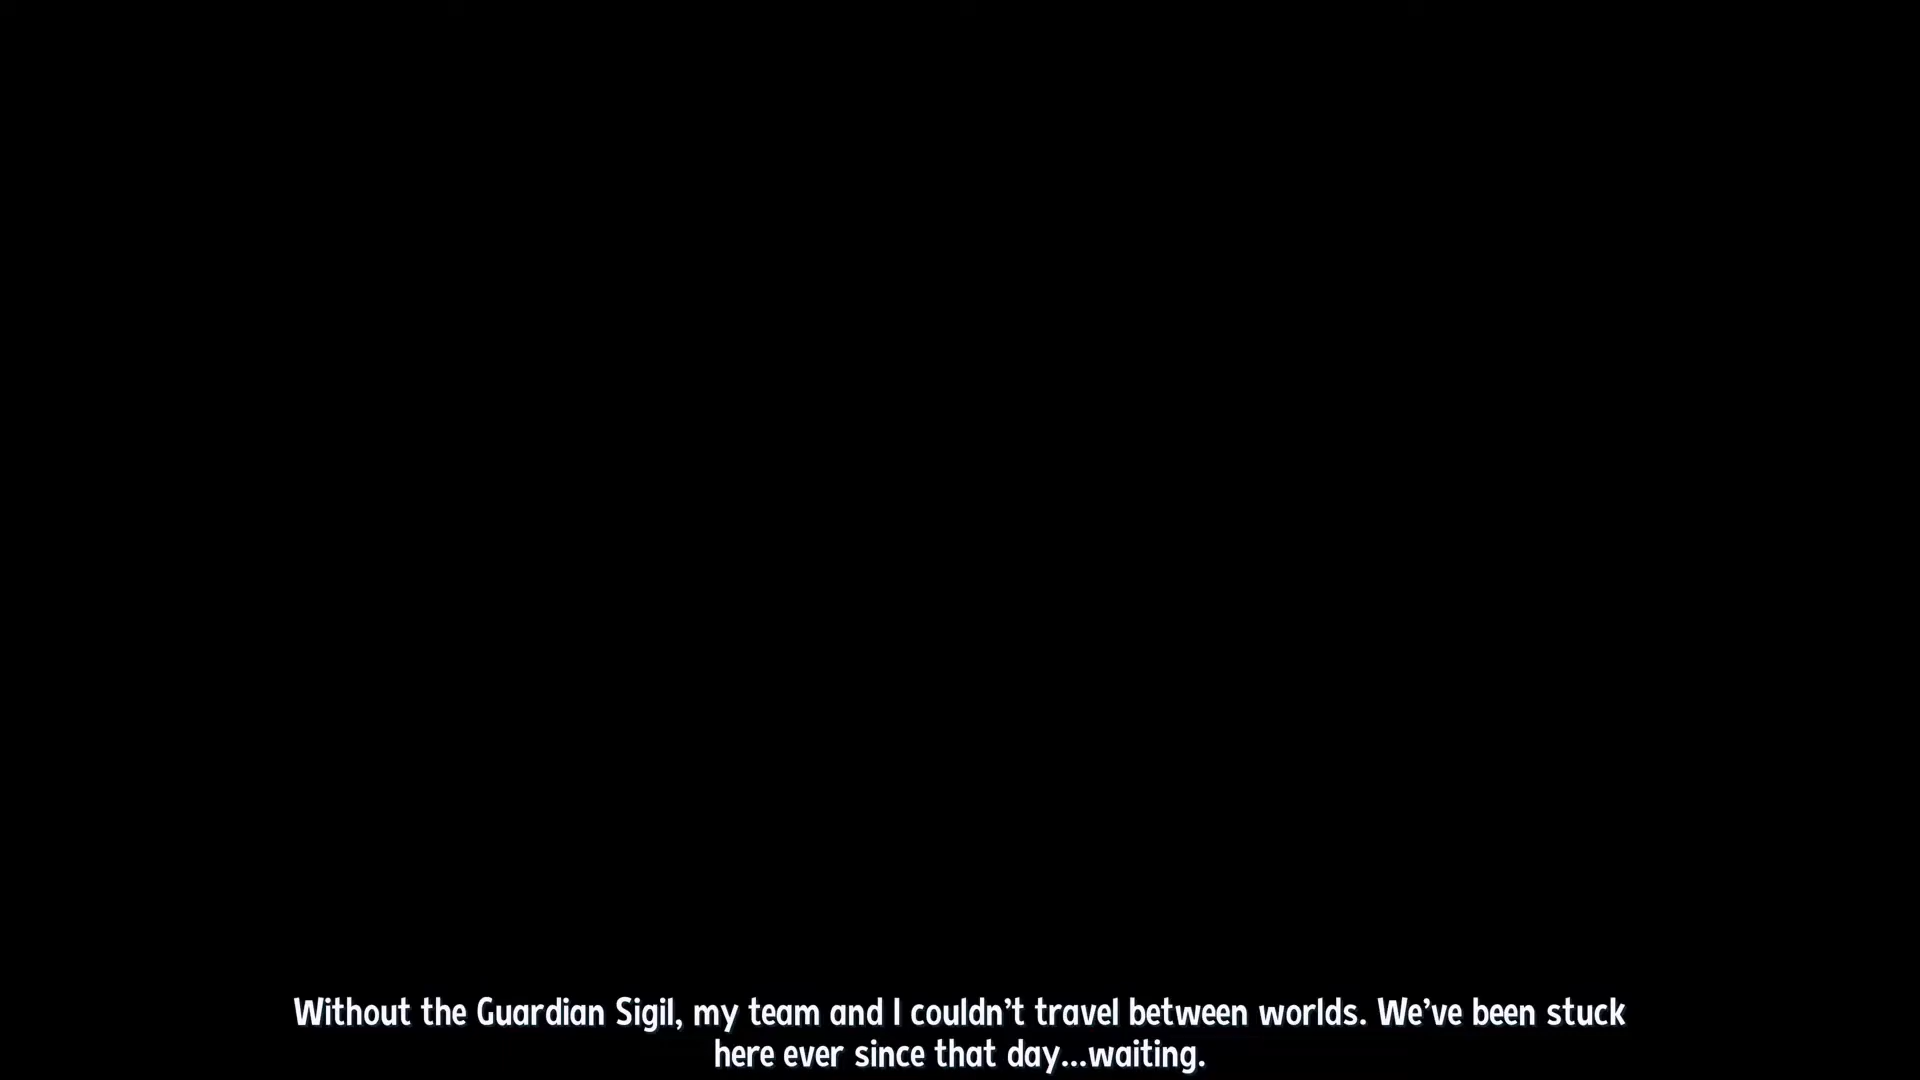 Without the Guardian Sigil, my team and I couldn’t travel between worlds. We’ve been stuck
here ever since that day...waiting.